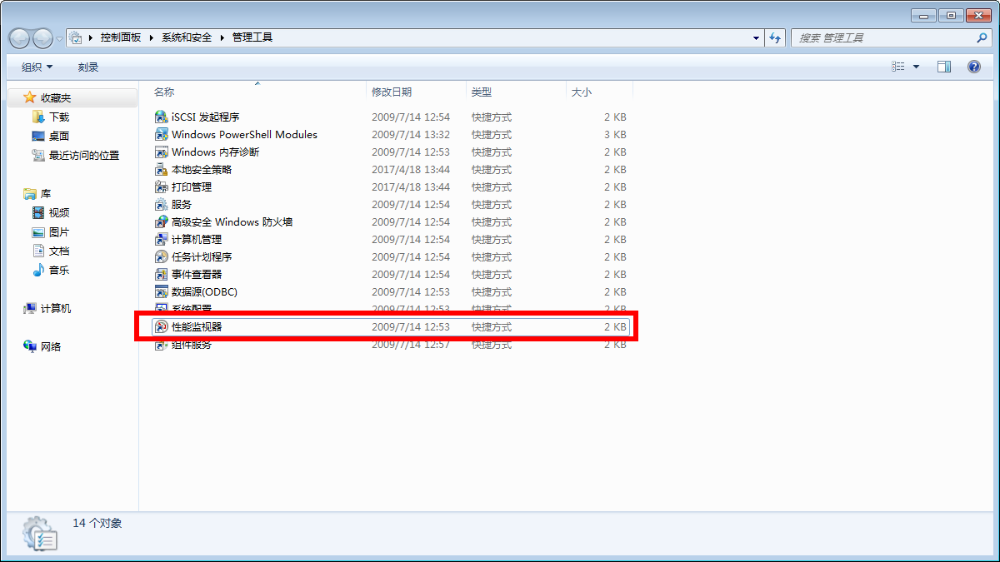 控制面板 系统和安全 管理工具 搜索 管理工具
组织 刻录
名称 修改日期 类型 大小
收藏夹
下载
桌面
最近访问的位置
库
视频
图片
文档
音乐
计算机
网络
iSCSI 发起程序 2009/7/14 12:54 快捷方式 2 KB
Windows PowerShell Modules 2009/7/14 13:32 快捷方式 3 KB
Windows 内存诊断 2009/7/14 12:53 快捷方式 2 KB
本地安全策略 2017/4/18 13:44 快捷方式 2 KB
打印管理 2017/4/18 13:44 快捷方式 2 KB
服务 2009/7/14 12:54 快捷方式 2 KB
高级安全 Windows 防火墙 2009/7/14 12:54 快捷方式 2 KB
计算机管理 2009/7/14 12:54 快捷方式 2 KB
任务计划程序 2009/7/14 12:54 快捷方式 2 KB
事件查看器 2009/7/14 12:54 快捷方式 2 KB
数据源(ODBC) 2009/7/14 12:53 快捷方式 2 KB
系统配置 2009/7/14 12:53 快捷方式 2 KB
性能监视器 2009/7/14 12:53 快捷方式 2 KB
组件服务 2009/7/14 12:57 快捷方式 2 KB
14 个对象